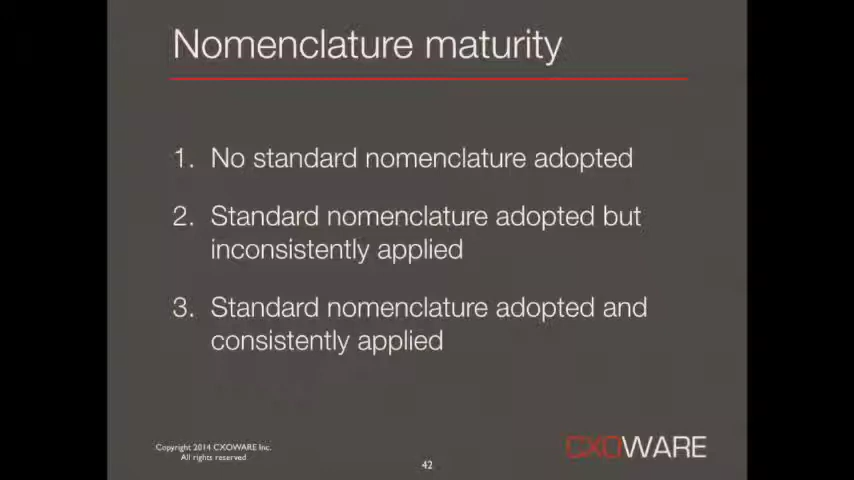 Nomenclature maturity
1. No standard nomenclature adopted
2. Standard nomenclature adopted but
inconsistently applied
3. Standard nomenclature adopted and
consistently applied
Copyright 2014 CXOWARE Inc.
All rights reserved
42
CXOWARE